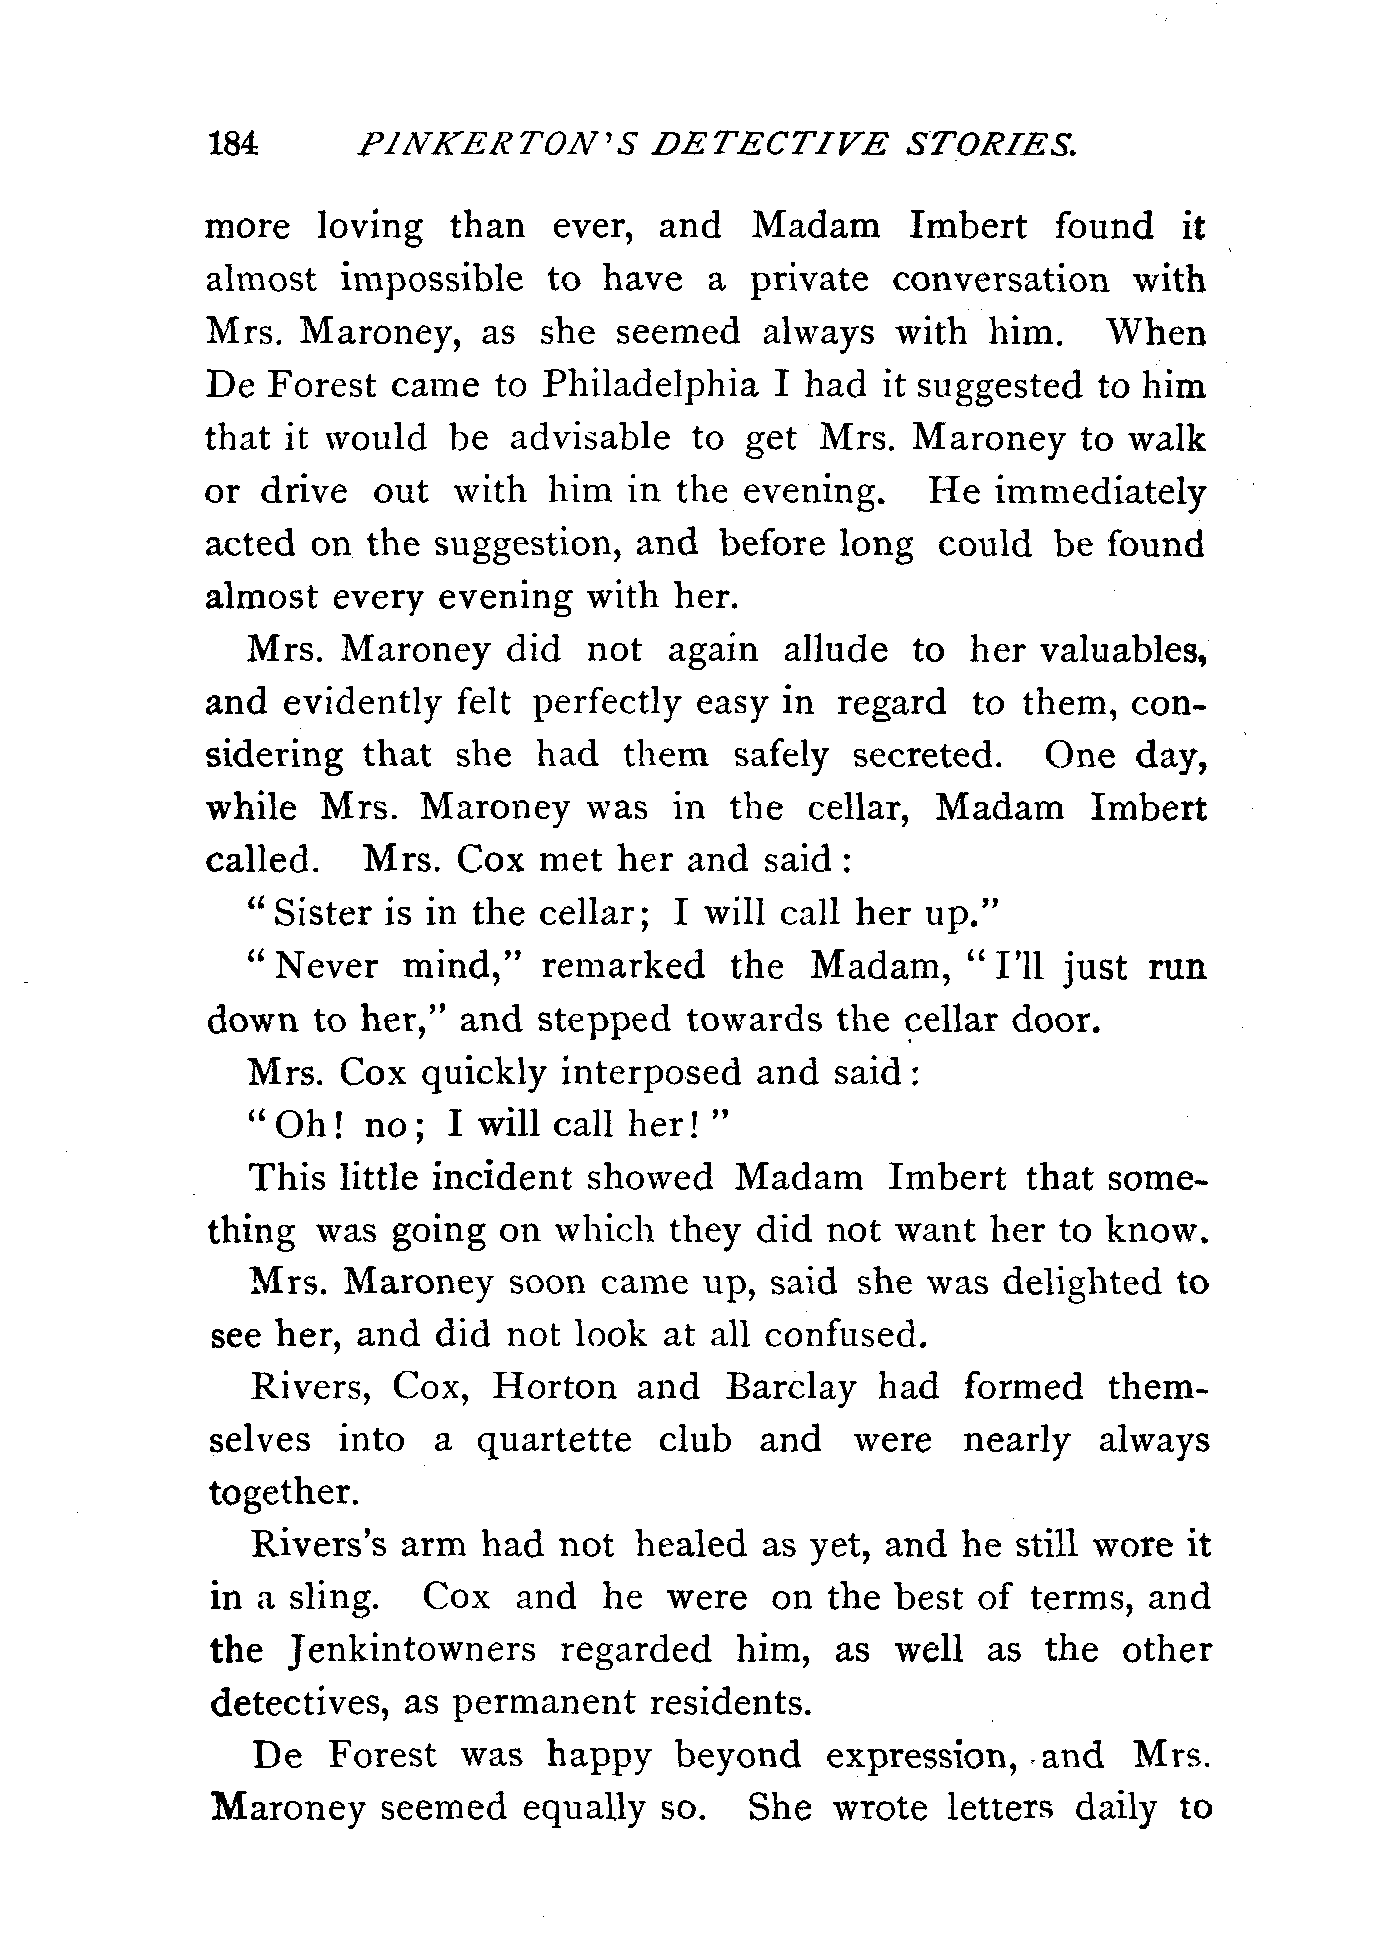 184 PINKERTON'S DETECTIVE STORIES.
more loving than ever, and Madam Imbert found it
almost impossible to have a private conversation with
Mrs. Maroney, as she seemed always with him. When
De Forest came to Philadelphia I had it suggested to him
that it would be advisable to get Mrs. Maroney to walk
or drive out with him in the evening. He immediately
acted on the suggestion, and before long could be found
almost every evening with her.
Mrs. Maroney did not again allude to her valuables,
and evidently felt perfectly easy in regard to them, con-
sidering that she had them safely secreted. One day,
while Mrs. Maroney was in the cellar, Madam Imbert
called. Mrs. Cox met her and said:
"Sister is in the cellar; I will call her up."
"Never mind," remarked the Madam, "I'll just run
down to her," and stepped towards the cellar door.
Mrs. Cox quickly interposed and said:
"Oh! no; I will call her!"
This little incident showed Madam Imbert that some-
thing was going on which they did not want her to know.
Mrs. Maroney soon came up, said she was delighted to
see her, and did not look at all confused.
Rivers, Cox, Horton and Barclay had formed them-
selves into a quartette club and were nearly always
together.
Rivers's arm had not healed as yet, and he still wore it
in a sling. Cox and he were on the best of terms, and
the Jenkintowners regarded him, as well as the other
detectives, as permanent residents.
De Forest was happy beyond expression, and Mrs.
Maroney seemed equally so. She wrote letters daily to